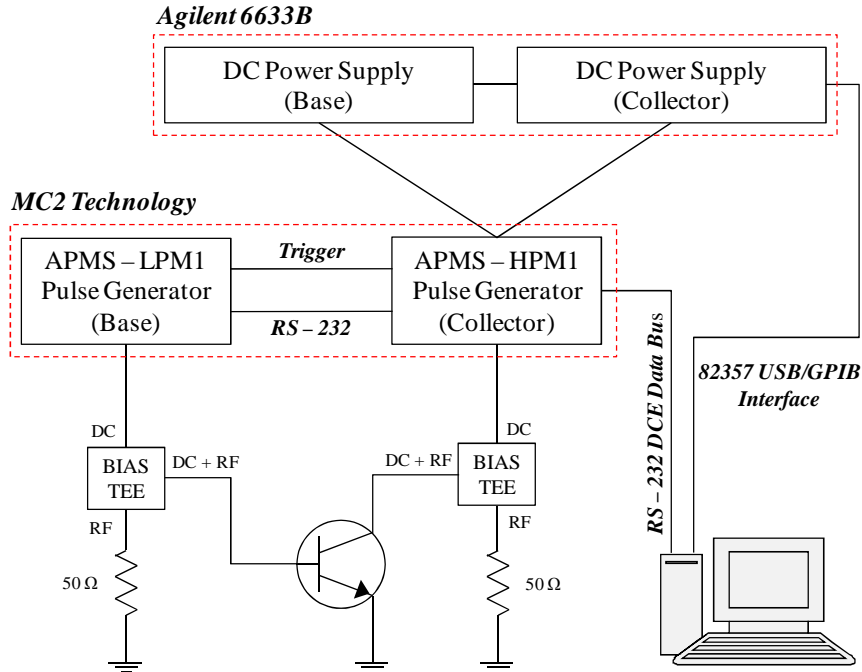 Agilent 6633B
DC Power Supply
(Base)
DC Power Supply
(Collector)
MC2 Technology
APMS – LPM1
Pulse Generator
(Base)
Trigger
RS – 232
APMS – HPM1
Pulse Generator
(Collector)
RS – 232 DCE Data Bus
82357 USB/GPIB
Interface
DC
BIAS
TEE
DC + RF
RF
50 Ω
DC + RF
DC
BIAS
TEE
RF
50 Ω